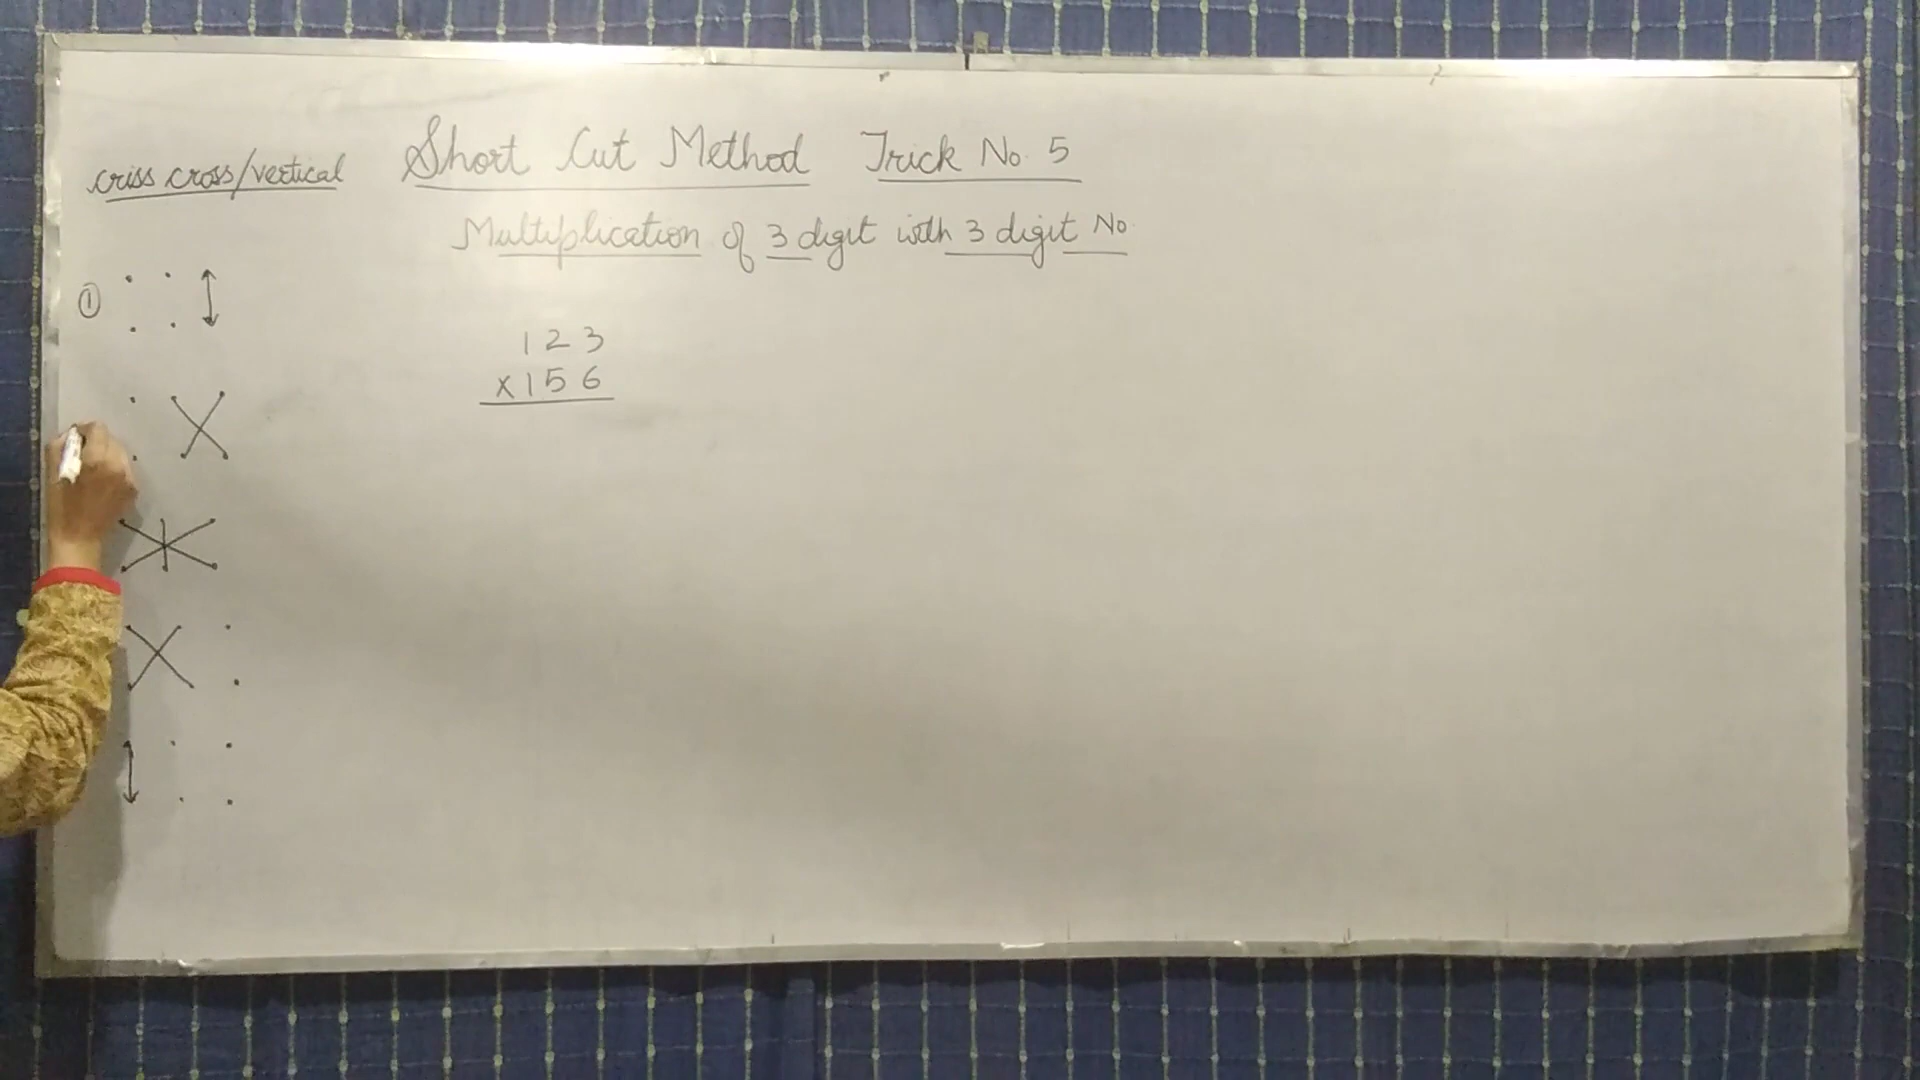 criss cross/vertical
Short Cut Method Trick No. 5
Multiplication of 3 digit with 3 digit No.
①
1 2 3
x 1 5 6